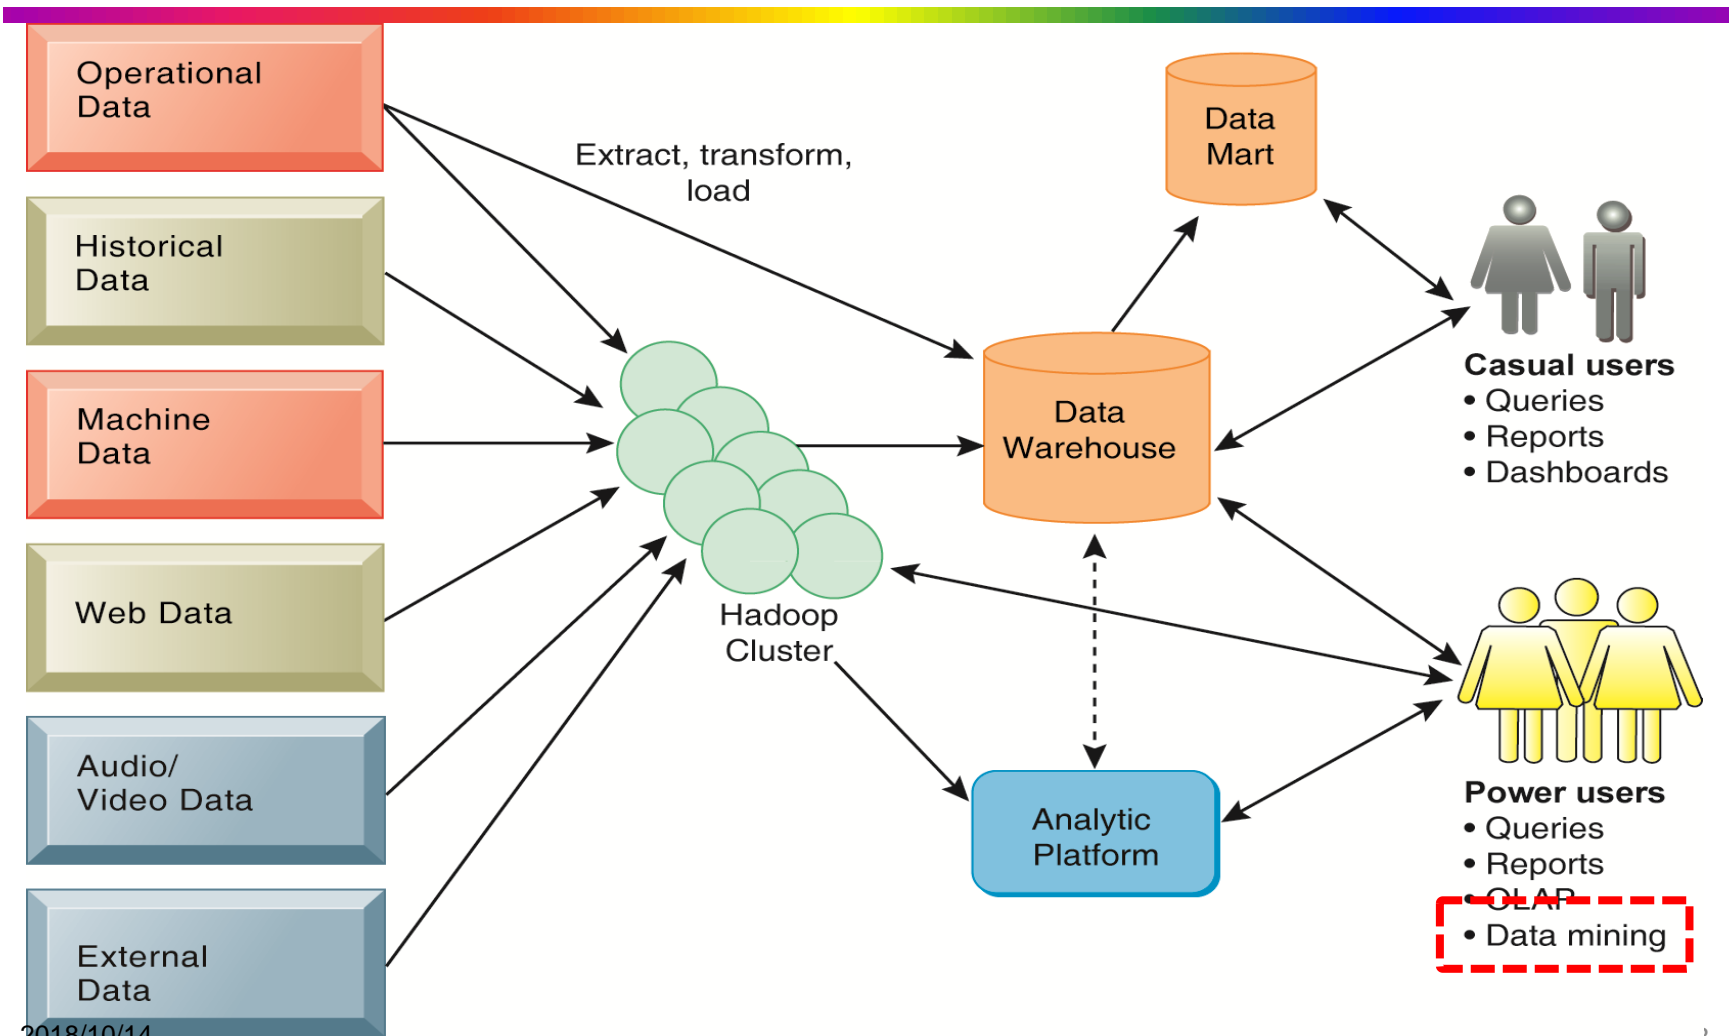 Operational
Data
Historical
Data
Machine
Data
Web Data
Audio/
Video Data
External
Data
2018/10/14
Extract, transform,
load
Hadoop
Cluster
Data
Mart
Data
Warehouse
Analytic
Platform
Casual users
• Queries
• Reports
• Dashboards
Power users
• Queries
• Reports
• OLAP
• Data mining